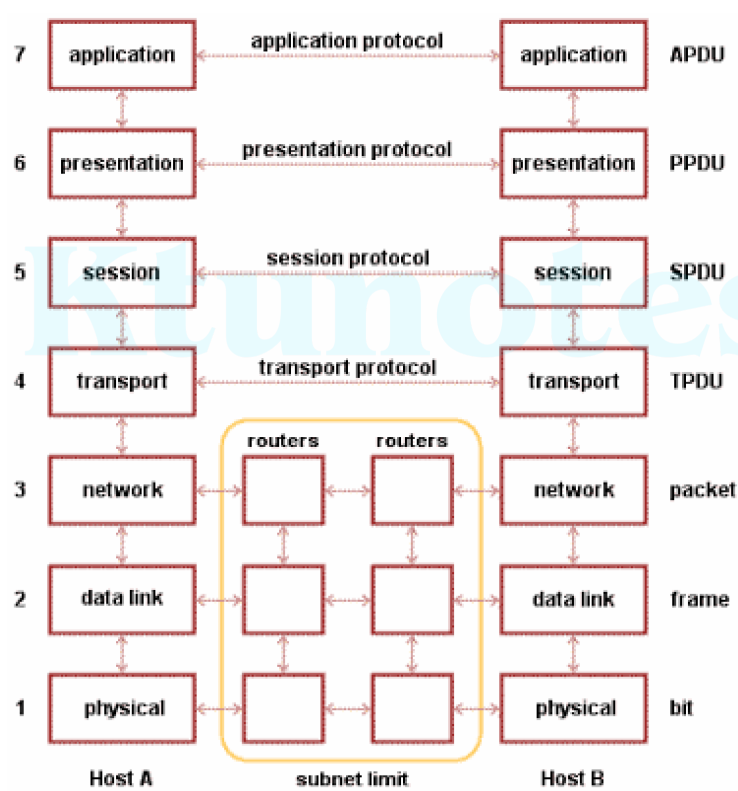 7 application application protocol application APDU
6 presentation presentation protocol presentation PPDU
5 session session protocol session SPDU
Ktunotes
4 transport transport protocol transport TPDU
routers routers
3 network network packet
2 data link data link frame
1 physical physical bit
Host A subnet limit Host B